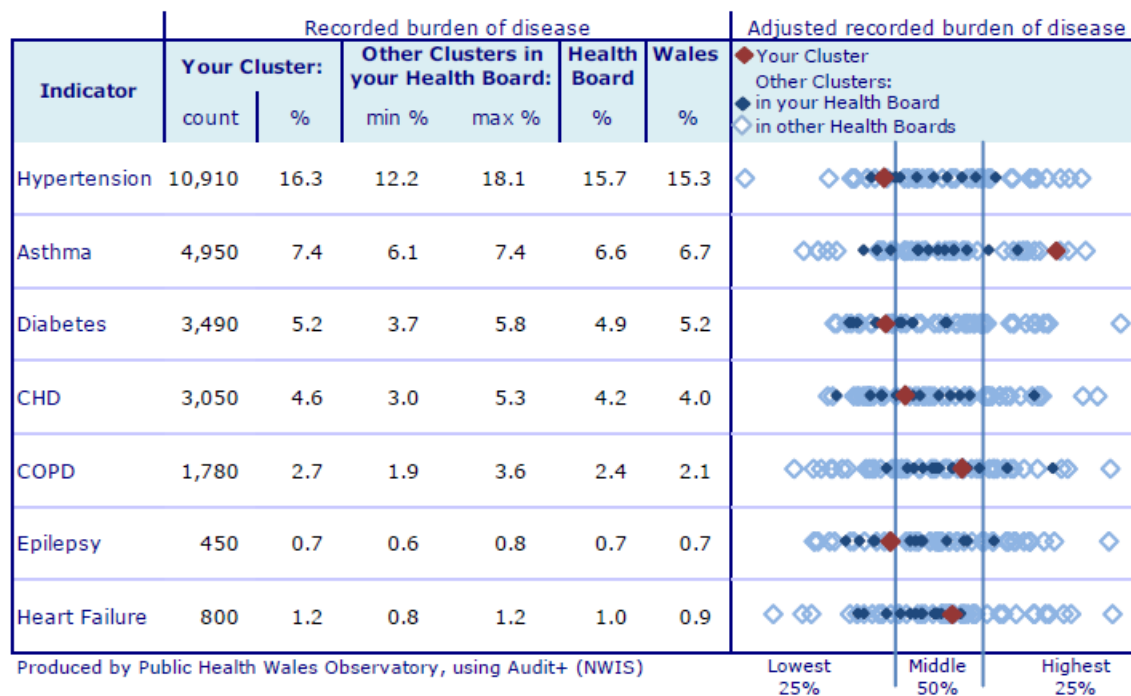 Recorded burden of disease Adjusted recorded burden of disease
Indicator Your Cluster: Other Clusters in your Health Board: Health Board Wales
count % min % max % % %
Your Cluster
Other Clusters:
in your Health Board
in other Health Boards
Hypertension 10,910 16.3 12.2 18.1 15.7 15.3
Asthma 4,950 7.4 6.1 7.4 6.6 6.7
Diabetes 3,490 5.2 3.7 5.8 4.9 5.2
CHD 3,050 4.6 3.0 5.3 4.2 4.0
COPD 1,780 2.7 1.9 3.6 2.4 2.1
Epilepsy 450 0.7 0.6 0.8 0.7 0.7
Heart Failure 800 1.2 0.8 1.2 1.0 0.9
Produced by Public Health Wales Observatory, using Audit+ (NWIS)
Lowest 25% Middle 50% Highest 25%